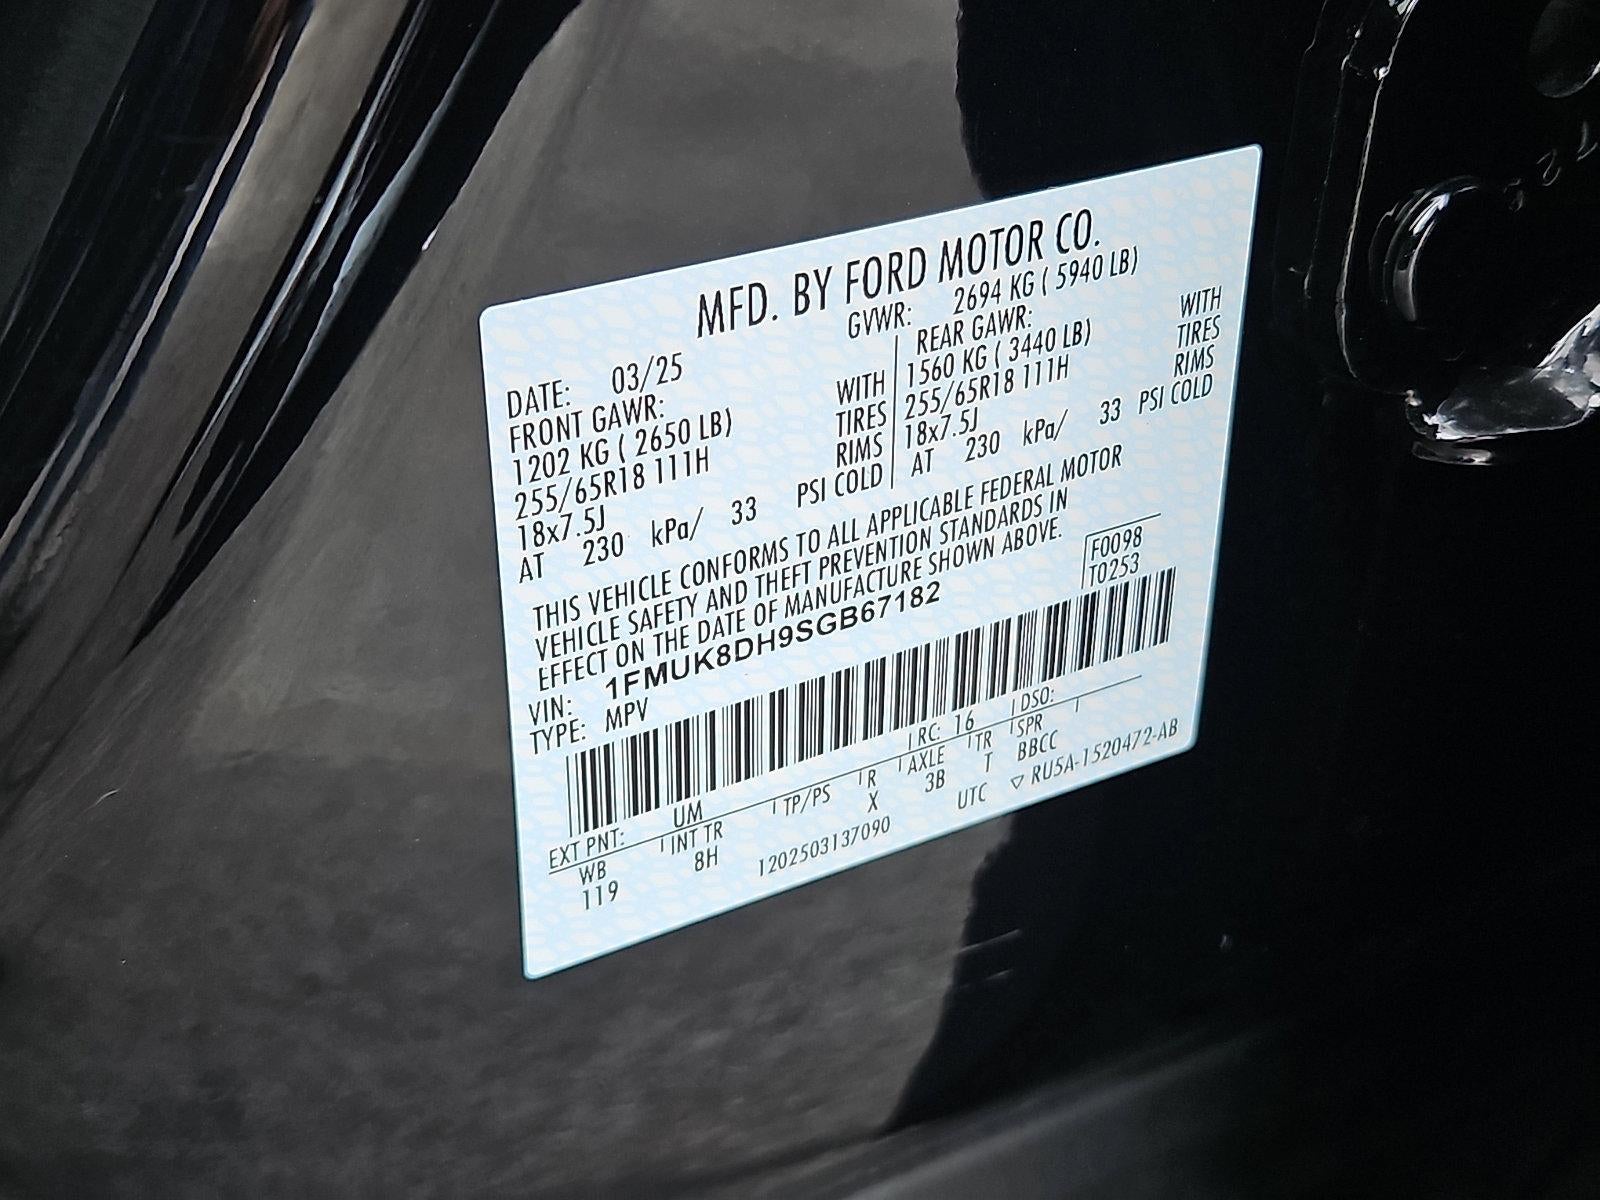 MFD. BY FORD MOTOR CO.
DATE: 03/25 GVWR: 2694 KG ( 5940 LB)
FRONT GAWR: REAR GAWR:
1202 KG ( 2650 LB) WITH 1560 KG ( 3440 LB) WITH
255/65R18 111H TIRES 255/65R18 111H TIRES
18x7.5J RIMS 18x7.5J RIMS
AT 230 kPa/ 33 PSI COLD AT 230 kPa/ 33 PSI COLD
THIS VEHICLE CONFORMS TO ALL APPLICABLE FEDERAL MOTOR
VEHICLE SAFETY AND THEFT PREVENTION STANDARDS IN
EFFECT ON THE DATE OF MANUFACTURE SHOWN ABOVE.
F0098
T0253
VIN: 1FMUK8DH9SGB67182
TYPE: MPV
EXT PNT: UM RC: 16 DSO:
WB INT TR TP/PS R AXLE TR SPR
119 8H X 3B T BBCC
1202503137090 UTC ▽ RU5A-1520472-AB